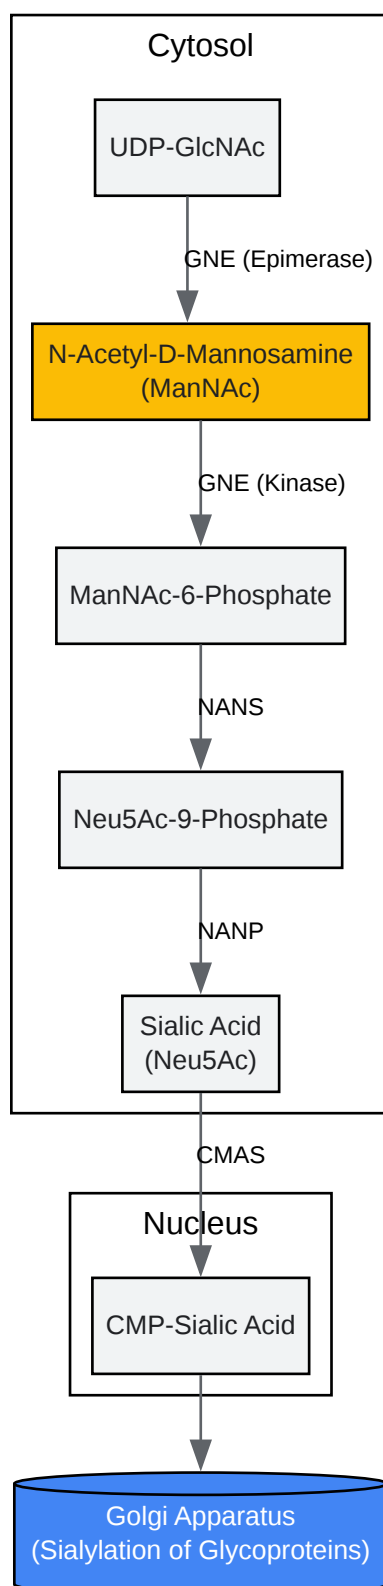 Cytosol
UDP-GlcNAc
GNE (Epimerase)
N-Acetyl-D-Mannosamine
(ManNAc)
GNE (Kinase)
ManNAc-6-Phosphate
NANS
Neu5Ac-9-Phosphate
NANP
Sialic Acid
(Neu5Ac)
CMAS
Nucleus
CMP-Sialic Acid
Golgi Apparatus
(Sialylation of Glycoproteins)